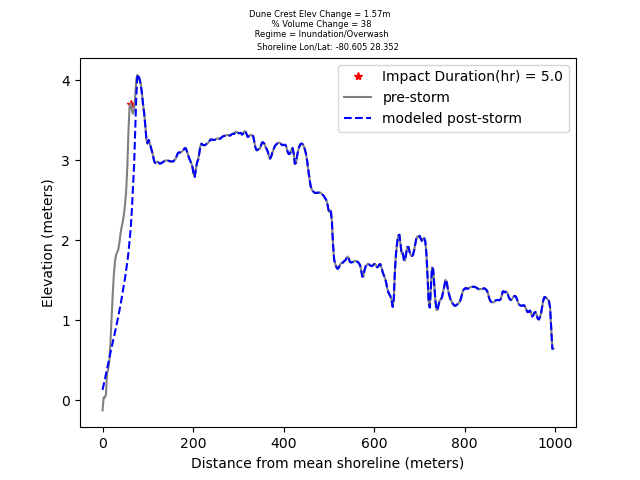 Dune Crest Elev Change = 1.57m
% Volume Change = 38
Regime = Inundation/Overwash
Shoreline Lon/Lat: -80.605 28.352
Impact Duration(hr) = 5.0
pre-storm
modeled post-storm
Elevation (meters)
4
3
2
1
0
0 200 400 600 800 1000
Distance from mean shoreline (meters)